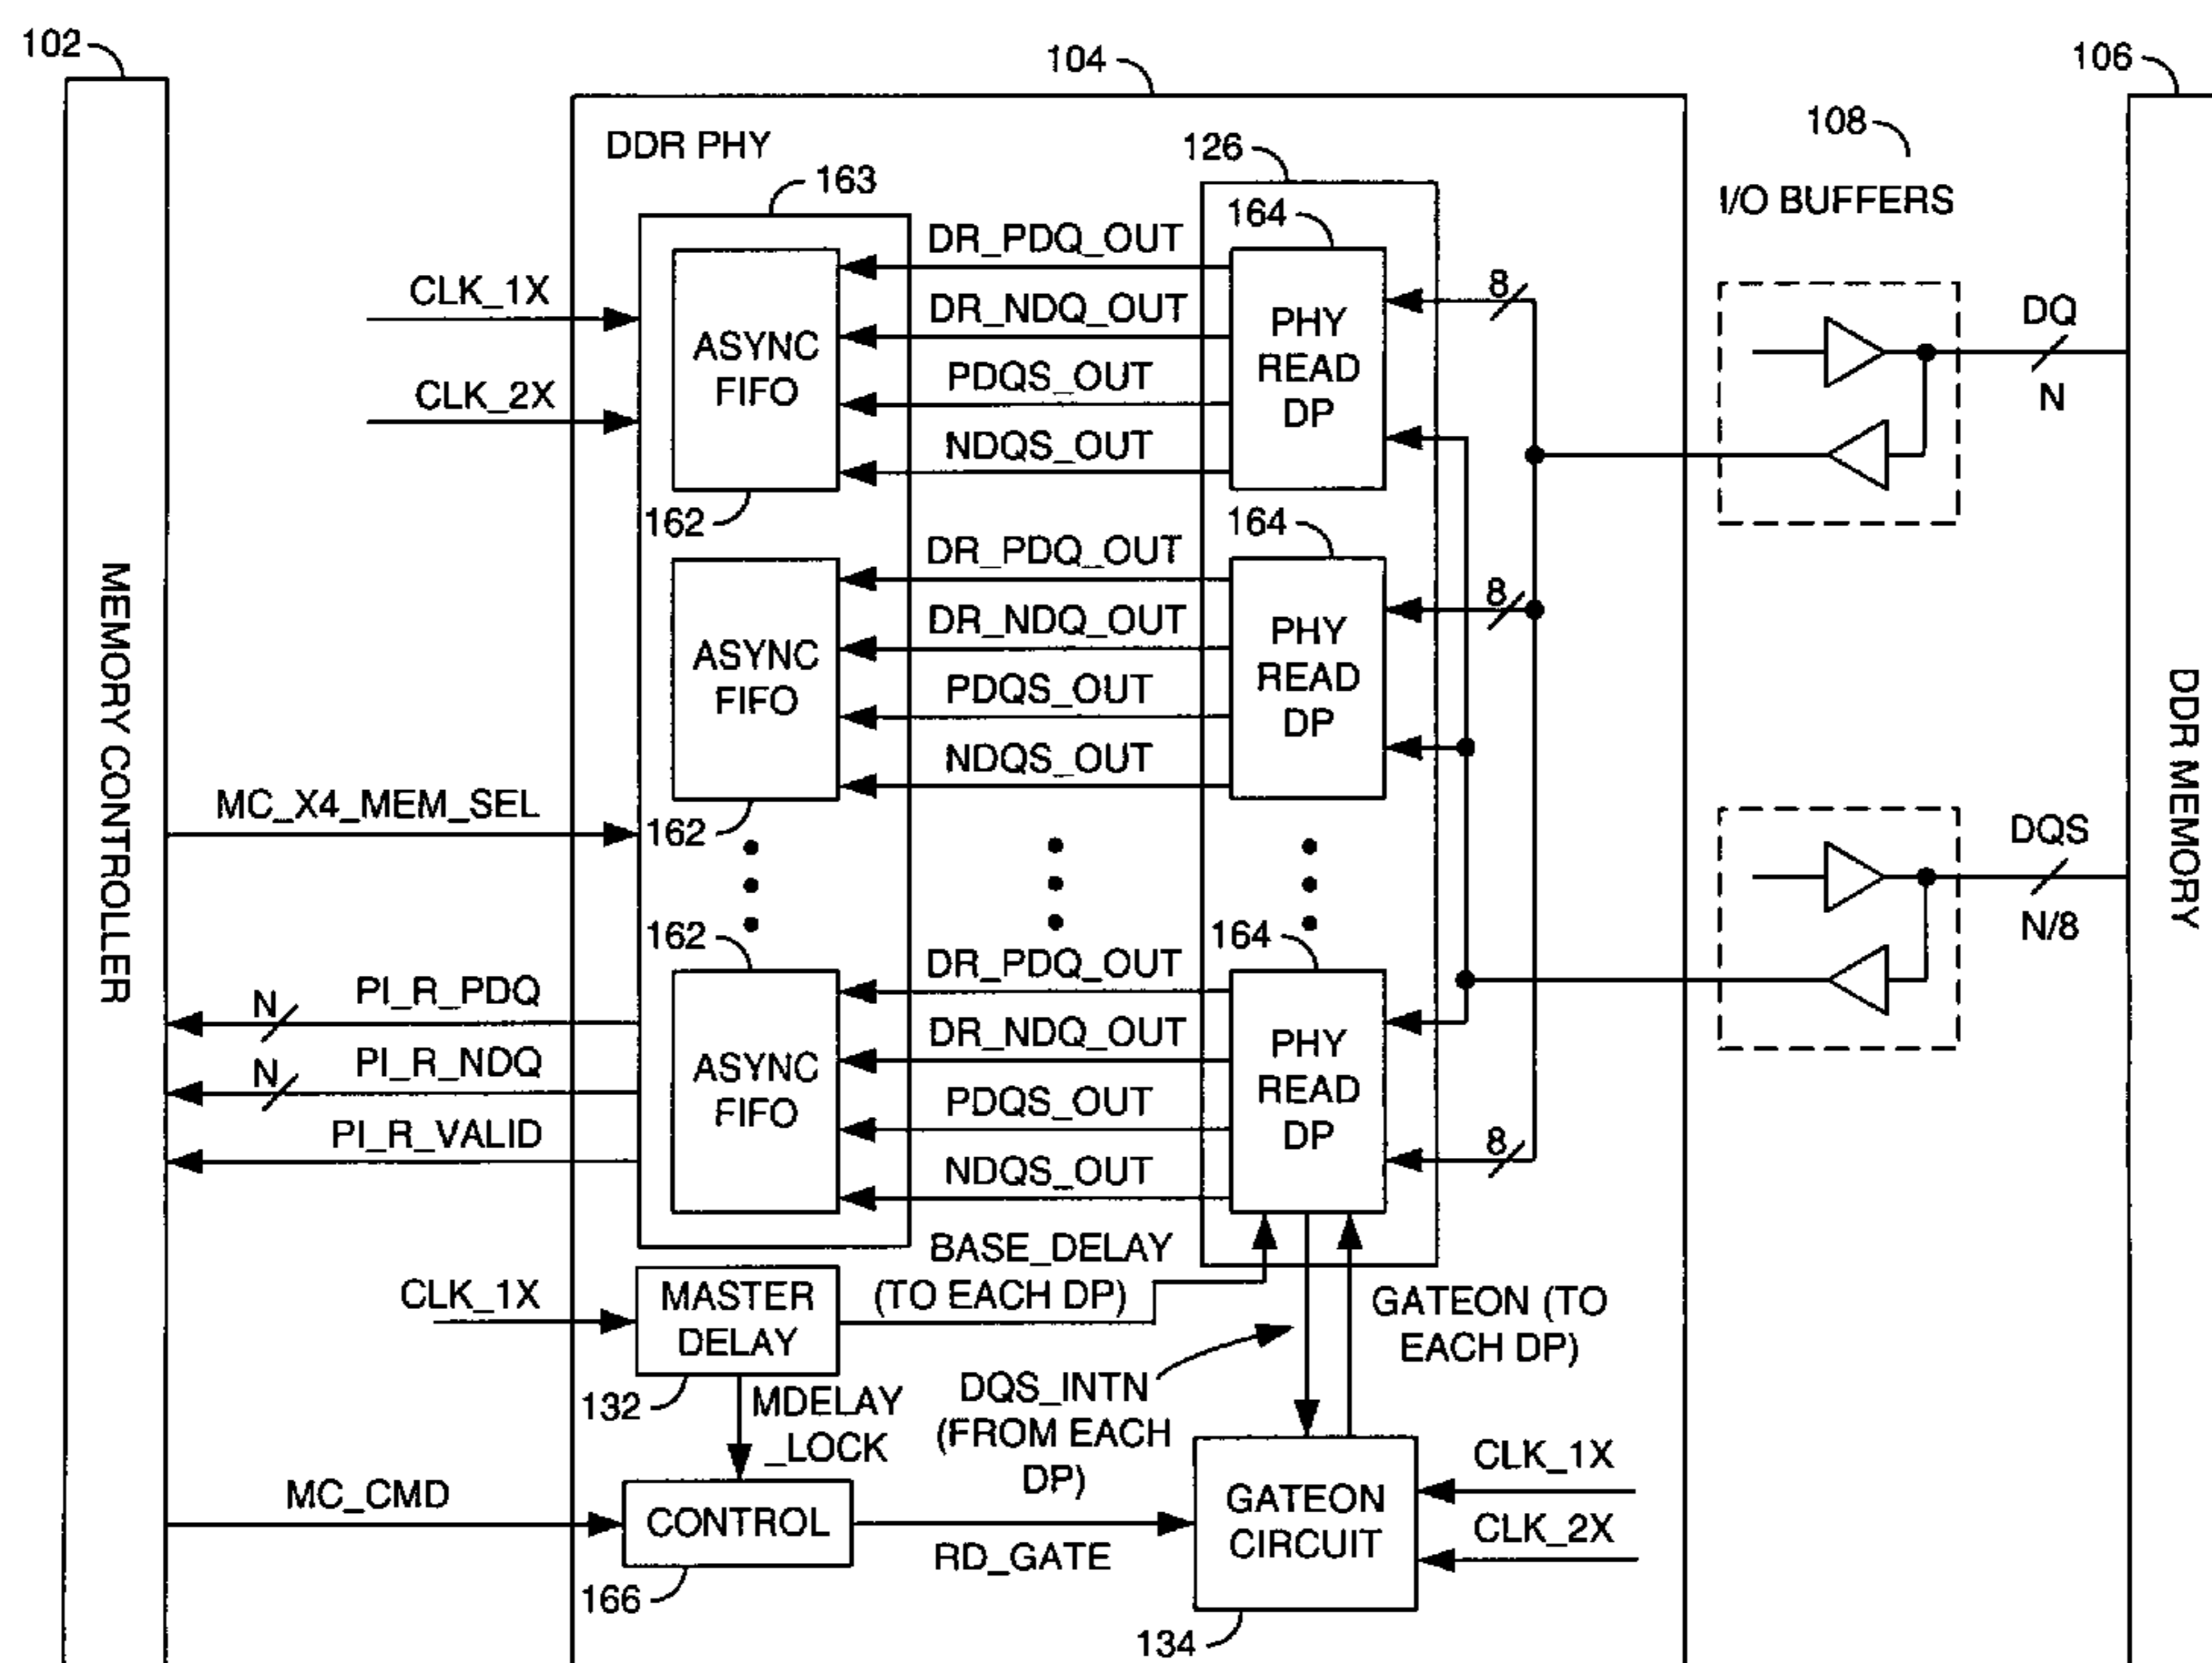 102
104
106
108
DDR PHY
126
163
I/O BUFFERS
164
DR_PDQ_OUT
CLK_1X
8
DR_NDQ_OUT
DQ
ASYNC
FIFO
PHY
READ
DP
PDQS_OUT
CLK_2X
N
NDQS_OUT
162
164
DR_PDQ_OUT
8
DR_NDQ_OUT
ASYNC
FIFO
PHY
READ
DP
PDQS_OUT
NDQS_OUT
MEMORY CONTROLLER
DDR MEMORY
MC_X4_MEM_SEL
162
DQS
N/8
162
164
DR_PDQ_OUT
PI_R_PDQ
N
DR_NDQ_OUT
PI_R_NDQ
N
ASYNC
FIFO
PHY
READ
DP
PDQS_OUT
PI_R_VALID
8
NDQS_OUT
BASE_DELAY
(TO EACH DP)
CLK_1X
MASTER
DELAY
GATEON (TO
EACH DP)
132
MDELAY
_LOCK
DQS_INTN
(FROM EACH
DP)
CLK_1X
MC_CMD
CONTROL
GATEON
CIRCUIT
CLK_2X
RD_GATE
166
134